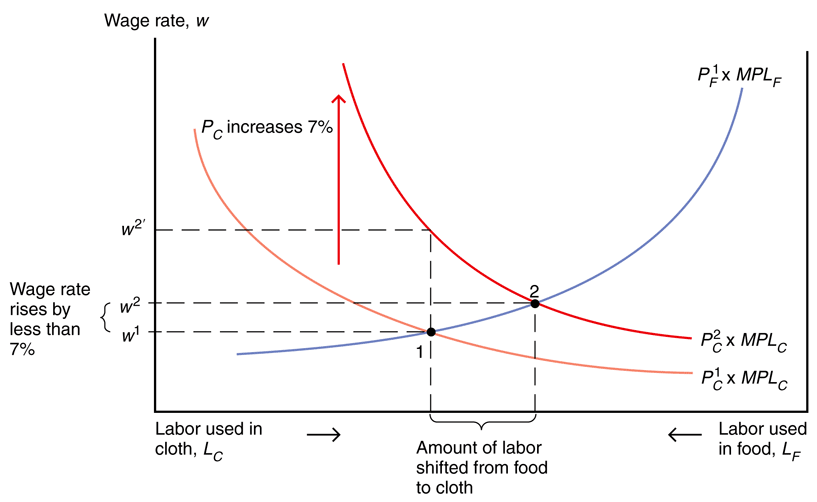 Wage rate, w
P_F^1 x MPL_F
P_C increases 7%
w^2′
Wage rate
rises by
less than
7%
w^2
w^1
2
1
P_C^2 x MPL_C
P_C^1 x MPL_C
Labor used in
cloth, L_C
Amount of labor
shifted from food
to cloth
Labor used
in food, L_F